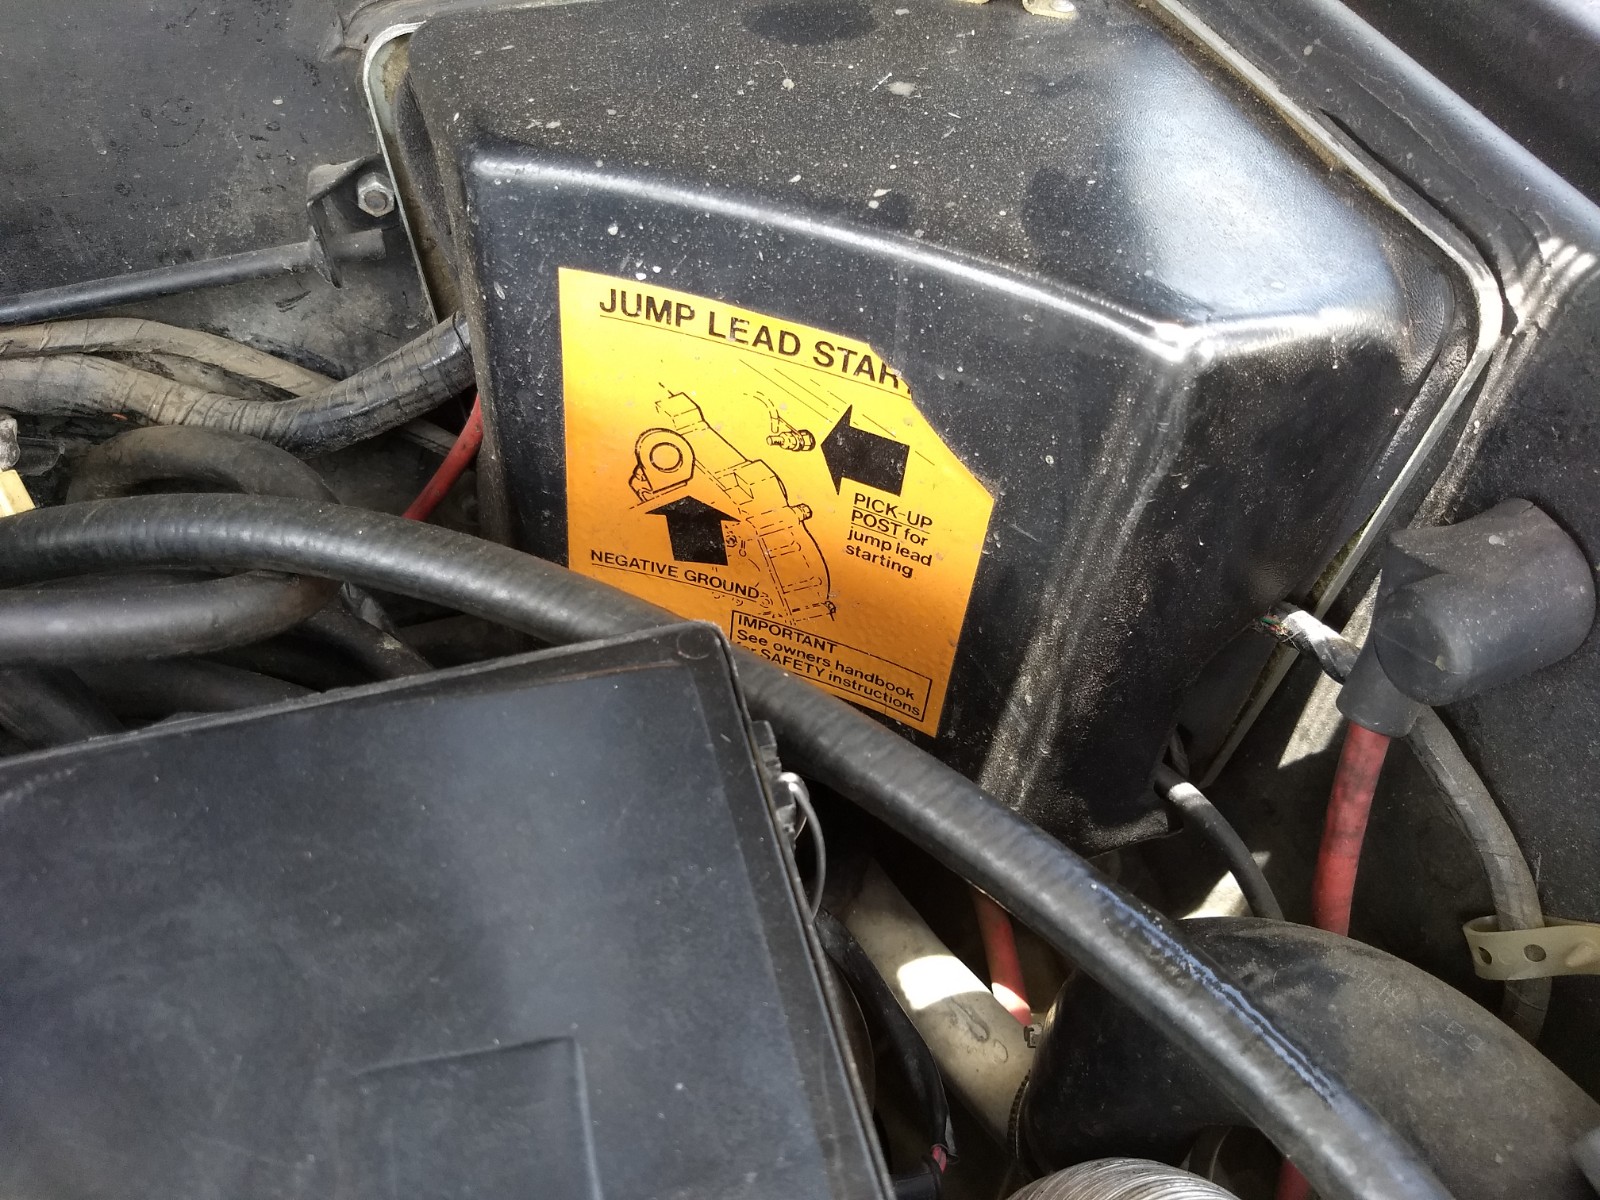 JUMP LEAD STAR
PICK-UP
POST for
jump lead
starting
NEGATIVE GROUND
IMPORTANT
See owners handbook
SAFETY instructions